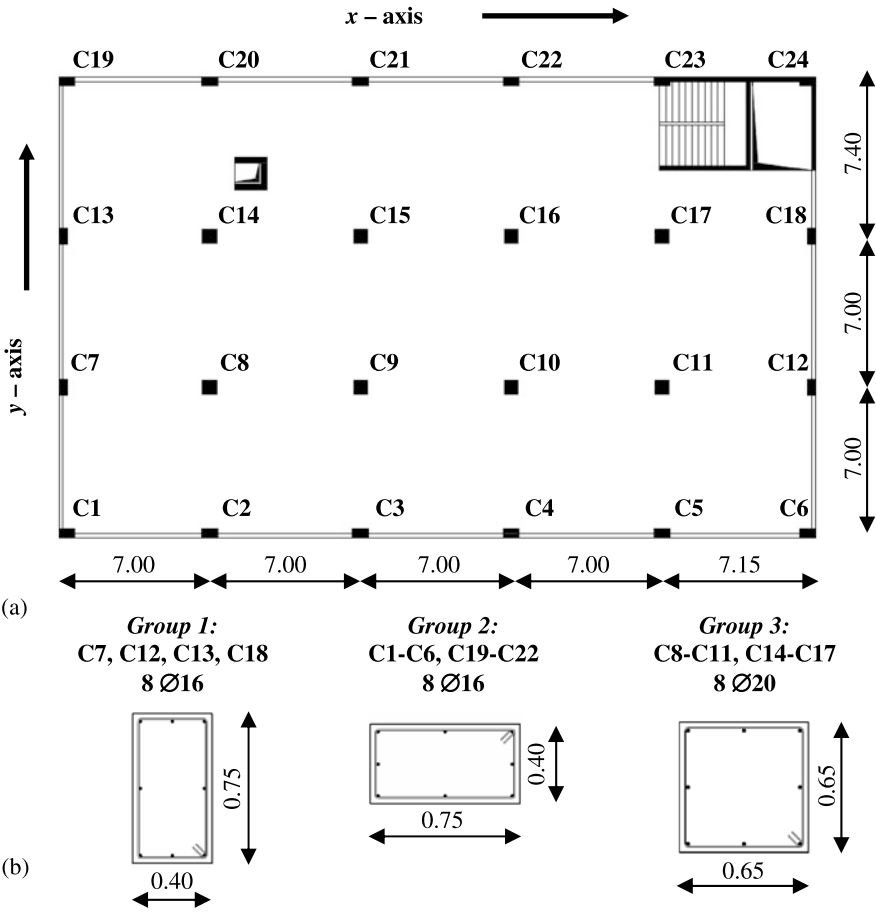 x – axis
C19 C20 C21 C22 C23 C24
7.40
C13 C14 C15 C16 C17 C18
7.00
y – axis
C7 C8 C9 C10 C11 C12
7.00
C1 C2 C3 C4 C5 C6
7.00 7.00 7.00 7.00 7.15
(a)
Group 1: Group 2: Group 3:
C7, C12, C13, C18 C1-C6, C19-C22 C8-C11, C14-C17
8 ∅16 8 ∅16 8 ∅20
0.75 0.40 0.65
0.75
(b)
0.40 0.65